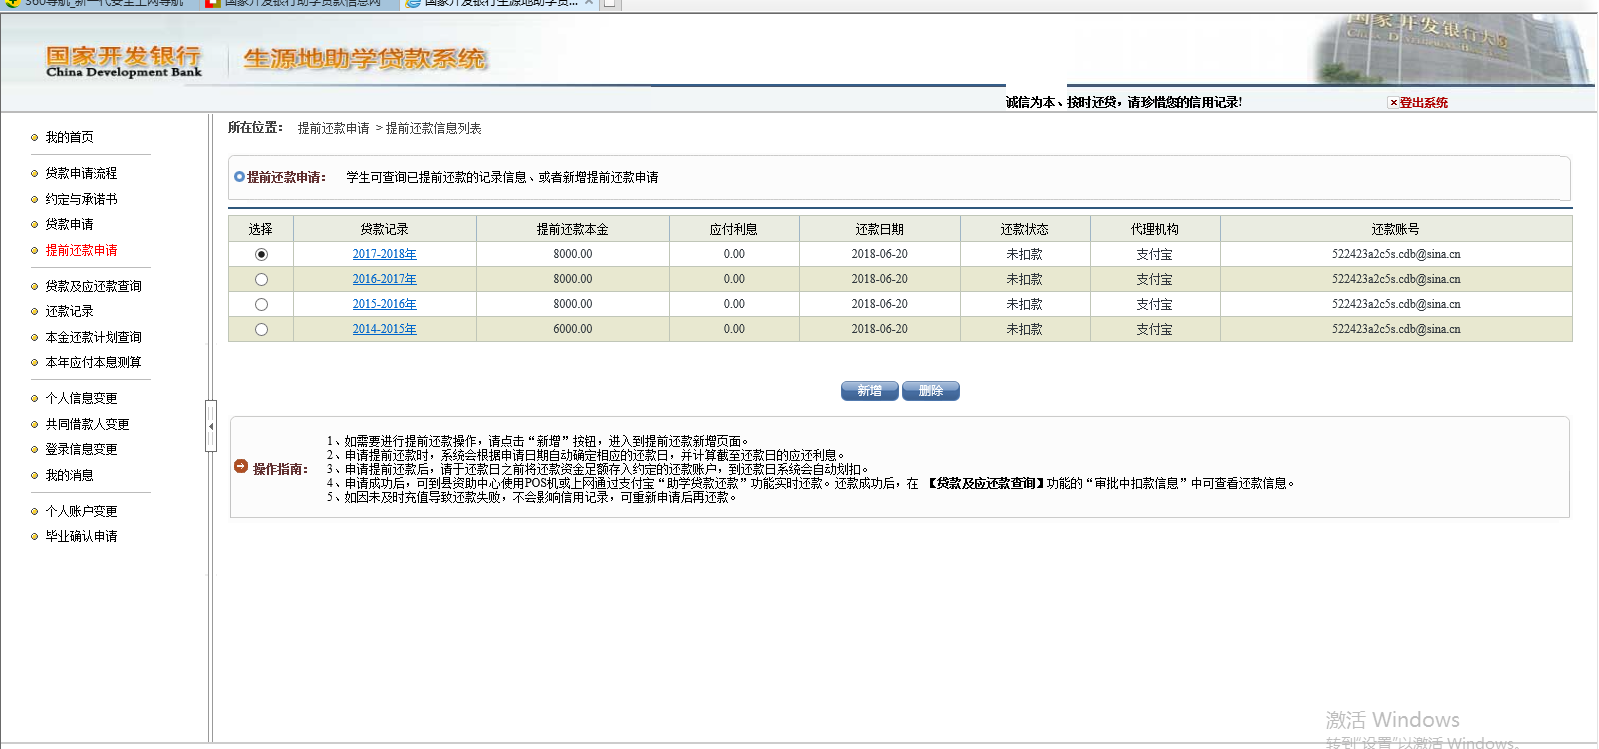 360导航_新一代安全上网导航 国家开发银行助学贷款信息网 国家开发银行生源地助学贷...
国家开发银行
China Development Bank
生源地助学贷款系统
国家开发银行大厦
诚信为本、按时还贷，请珍惜您的信用记录!
登出系统
我的首页
贷款申请流程
约定与承诺书
贷款申请
提前还款申请
贷款及应还款查询
还款记录
本金还款计划查询
本年应付本息测算
个人信息变更
共同借款人变更
登录信息变更
我的消息
个人账户变更
毕业确认申请
所在位置： 提前还款申请 > 提前还款信息列表
提前还款申请： 学生可查询已提前还款的记录信息、或者新增提前还款申请
选择 贷款记录 提前还款本金 应付利息 还款日期 还款状态 代理机构 还款账号
2017-2018年 8000.00 0.00 2018-06-20 未扣款 支付宝 522423a2c5s.cdb@sina.cn
2016-2017年 8000.00 0.00 2018-06-20 未扣款 支付宝 522423a2c5s.cdb@sina.cn
2015-2016年 8000.00 0.00 2018-06-20 未扣款 支付宝 522423a2c5s.cdb@sina.cn
2014-2015年 6000.00 0.00 2018-06-20 未扣款 支付宝 522423a2c5s.cdb@sina.cn
新增 删除
操作指南：
1、如需要进行提前还款操作，请点击“新增”按钮，进入到提前还款新增页面。
2、申请提前还款时，系统会根据申请日期自动确定相应的还款日，并计算截至还款日的应还利息。
3、申请提前还款后，请于还款日之前将还款资金足额存入约定的还款账户，到还款日系统会自动划扣。
4、申请成功后，可到县资助中心使用POS机或上网通过支付宝“助学贷款还款”功能实时还款。还款成功后，在 【贷款及应还款查询】功能的“审批中扣款信息”中可查看还款信息。
5、如因未及时充值导致还款失败，不会影响信用记录，可重新申请后再还款。
激活 Windows
转到"设置"以激活 Windows。